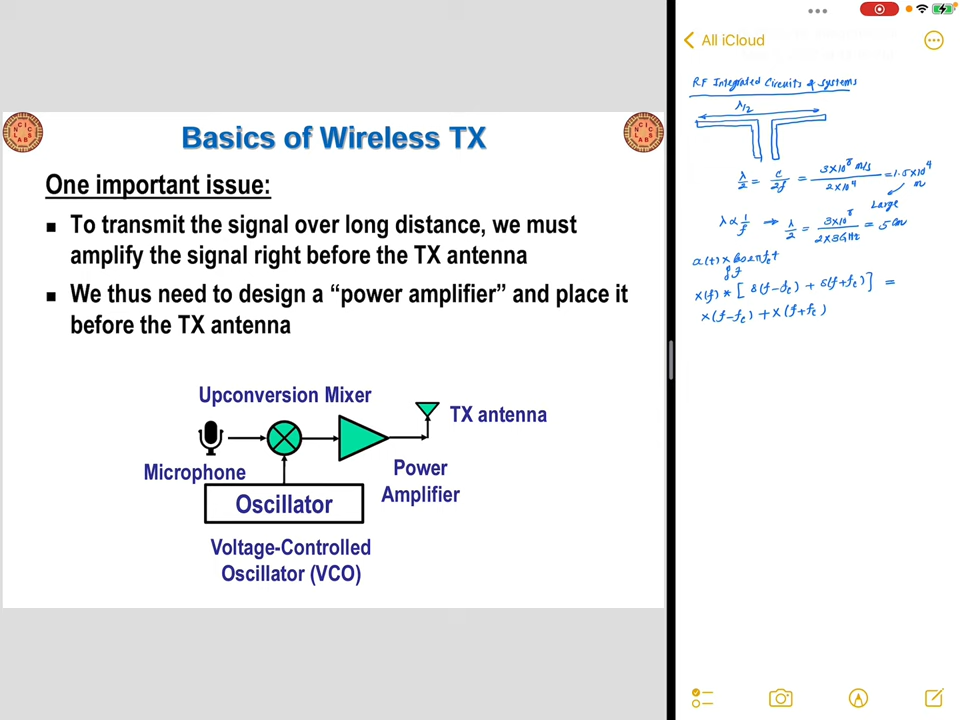 Basics of Wireless TX
One important issue:
▪ To transmit the signal over long distance, we must
amplify the signal right before the TX antenna
▪ We thus need to design a “power amplifier” and place it
before the TX antenna
Upconversion Mixer
TX antenna
Microphone
Power
Amplifier
Oscillator
Voltage-Controlled
Oscillator (VCO)
All iCloud
RF Integrated Circuits & Systems
λ/2
λ/2 = c/2f = 3×10⁸ m/s / 2×10⁴ = 1.5×10⁴ m
Large
λ ∝ 1/f → λ/2 = 3×10⁸ / 2×3GHz = 5 cm
X(f) * [ δ(f-fc) + δ(f+fc) ] =
X(f-fc) + X(f+fc)